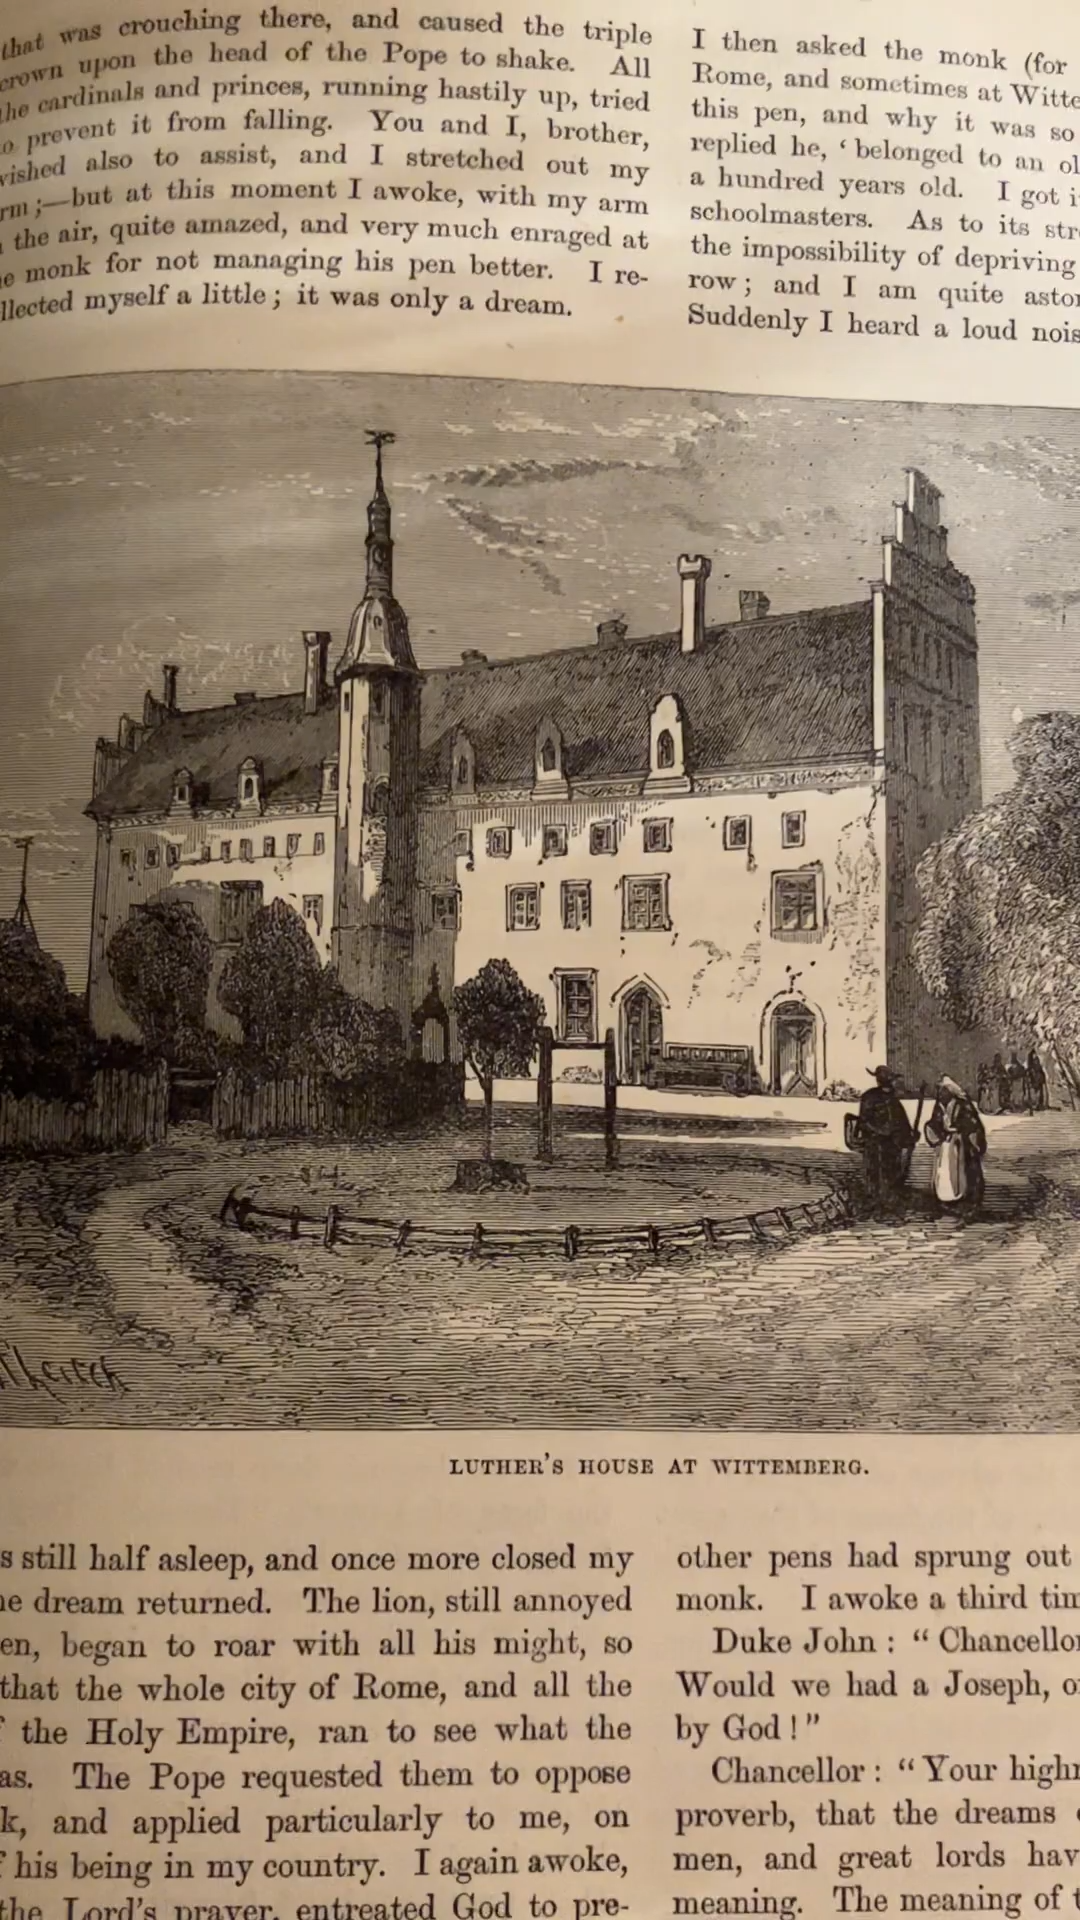 that was crouching there, and caused the triple
crown upon the head of the Pope to shake. All
the cardinals and princes, running hastily up, tried
o prevent it from falling. You and I, brother,
vished also to assist, and I stretched out my
rm;—but at this moment I awoke, with my arm
the air, quite amazed, and very much enraged at
e monk for not managing his pen better. I re-
llected myself a little; it was only a dream.
I then asked the monk (for
Rome, and sometimes at Witte
this pen, and why it was so
replied he, ‘belonged to an ol
a hundred years old. I got i
schoolmasters. As to its str
the impossibility of depriving
row; and I am quite aston
Suddenly I heard a loud nois
LUTHER'S HOUSE AT WITTEMBERG.
s still half asleep, and once more closed my
e dream returned. The lion, still annoyed
en, began to roar with all his might, so
that the whole city of Rome, and all the
the Holy Empire, ran to see what the
as. The Pope requested them to oppose
k, and applied particularly to me, on
his being in my country. I again awoke,
the Lord's prayer, entreated God to pre-
other pens had sprung out
monk. I awoke a third tim
Duke John: “Chancellor
Would we had a Joseph, o
by God!”
Chancellor: “Your highn
proverb, that the dreams
men, and great lords hav
meaning. The meaning of t